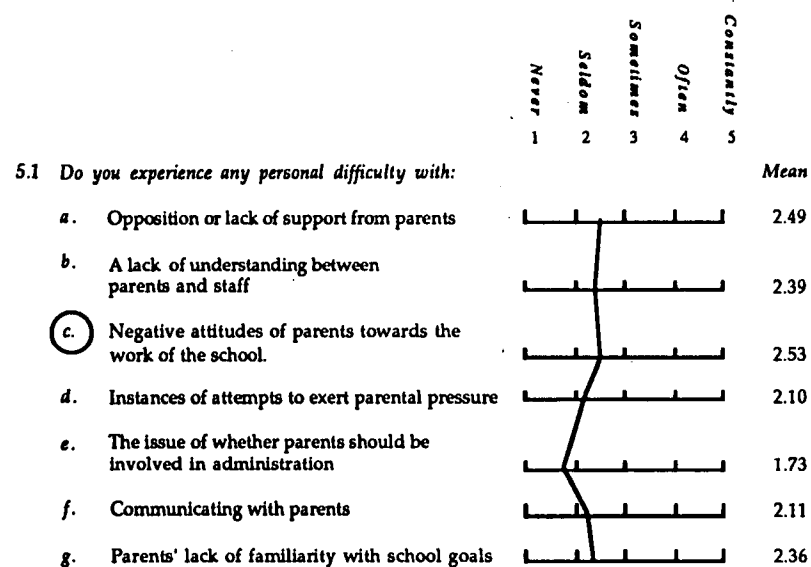 Never Seldom Sometimes Often Constantly
1 2 3 4 5
5.1 Do you experience any personal difficulty with: Mean
a. Opposition or lack of support from parents 2.49
b. A lack of understanding between
parents and staff 2.39
c. Negative attitudes of parents towards the
work of the school. 2.53
d. Instances of attempts to exert parental pressure 2.10
e. The issue of whether parents should be
involved in administration 1.73
f. Communicating with parents 2.11
g. Parents' lack of familiarity with school goals 2.36